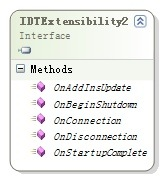 IDTExtensibility2
Interface
Methods
OnAddInsUpdate
OnBeginShutdown
OnConnection
OnDisconnection
OnStartupComplete